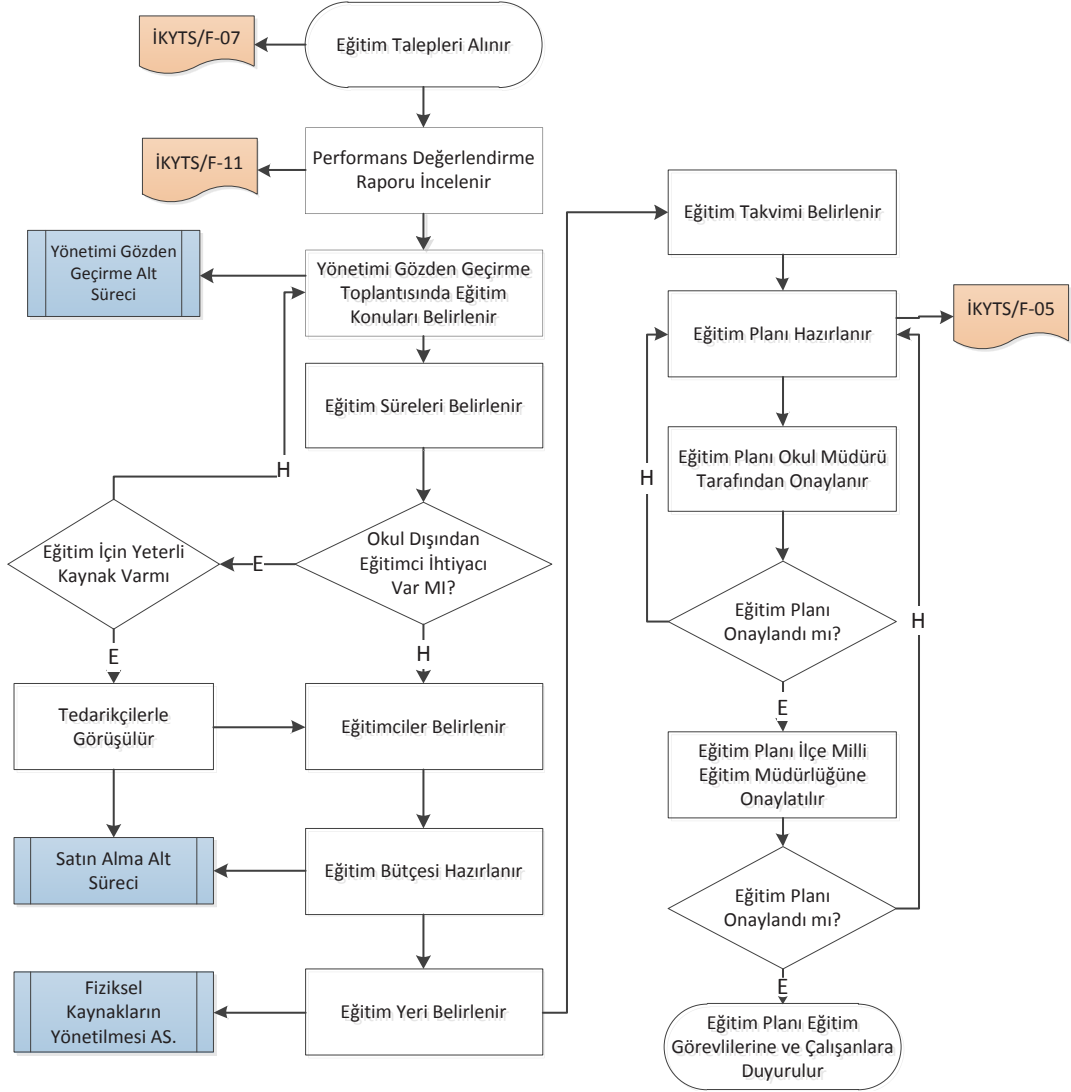 İKYTS/F-07
Eğitim Talepleri Alınır
İKYTS/F-11
Performans Değerlendirme
Raporu İncelenir
Yönetimi Gözden
Geçirme Alt
Süreci
Yönetimi Gözden Geçirme
Toplantısında Eğitim
Konuları Belirlenir
Eğitim Süreleri Belirlenir
H
Eğitim İçin Yeterli
Kaynak Varmı
E
Okul Dışından
Eğitimci İhtiyacı
Var MI?
E
H
Tedarikçilerle
Görüşülür
Eğitimciler Belirlenir
Satın Alma Alt
Süreci
Eğitim Bütçesi Hazırlanır
Fiziksel
Kaynakların
Yönetilmesi AS.
Eğitim Yeri Belirlenir
Eğitim Takvimi Belirlenir
Eğitim Planı Hazırlanır
İKYTS/F-05
Eğitim Planı Okul Müdürü
Tarafından Onaylanır
H
Eğitim Planı
Onaylandı mı?
H
E
Eğitim Planı İlçe Milli
Eğitim Müdürlüğüne
Onaylatılır
Eğitim Planı
Onaylandı mı?
E
Eğitim Planı Eğitim
Görevlilerine ve Çalışanlara
Duyurulur